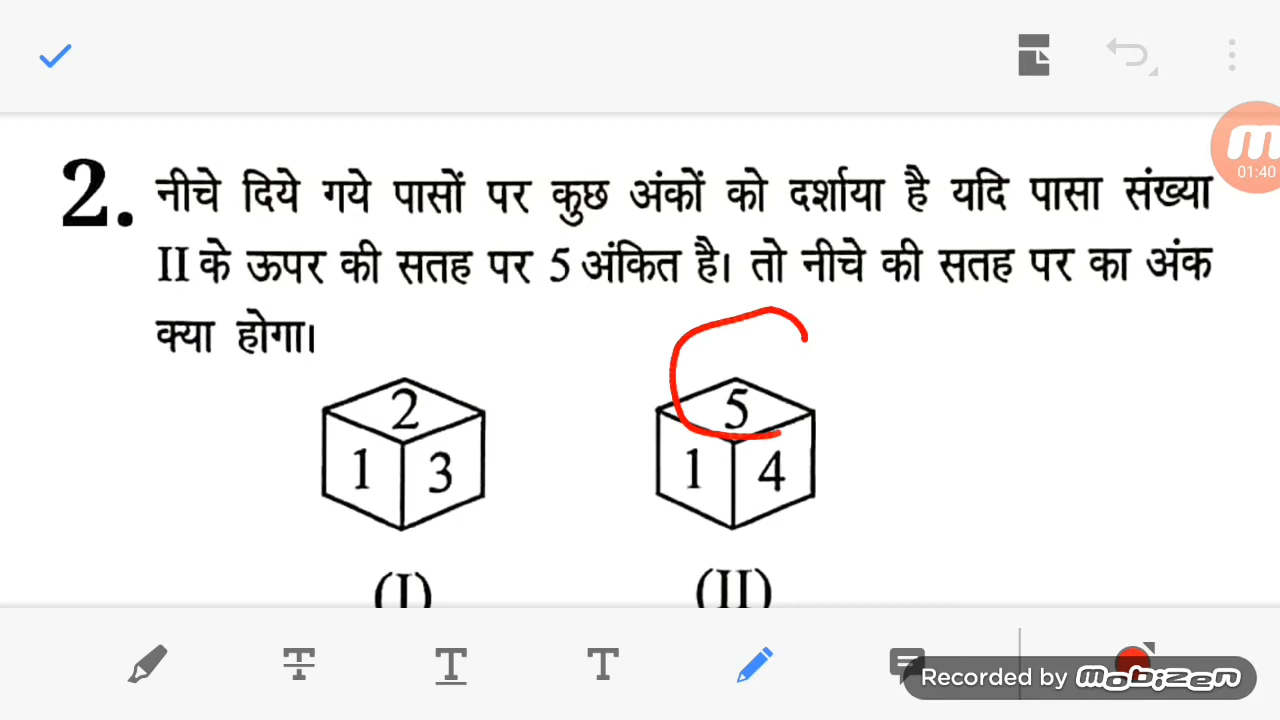 01:40
2. नीचे दिये गये पासों पर कुछ अंकों को दर्शाया है यदि पासा संख्या
II के ऊपर की सतह पर 5 अंकित है। तो नीचे की सतह पर का अंक
क्या होगा।
2 5
1 3 1 4
(I) (II)
T T T
Recorded by mobizen